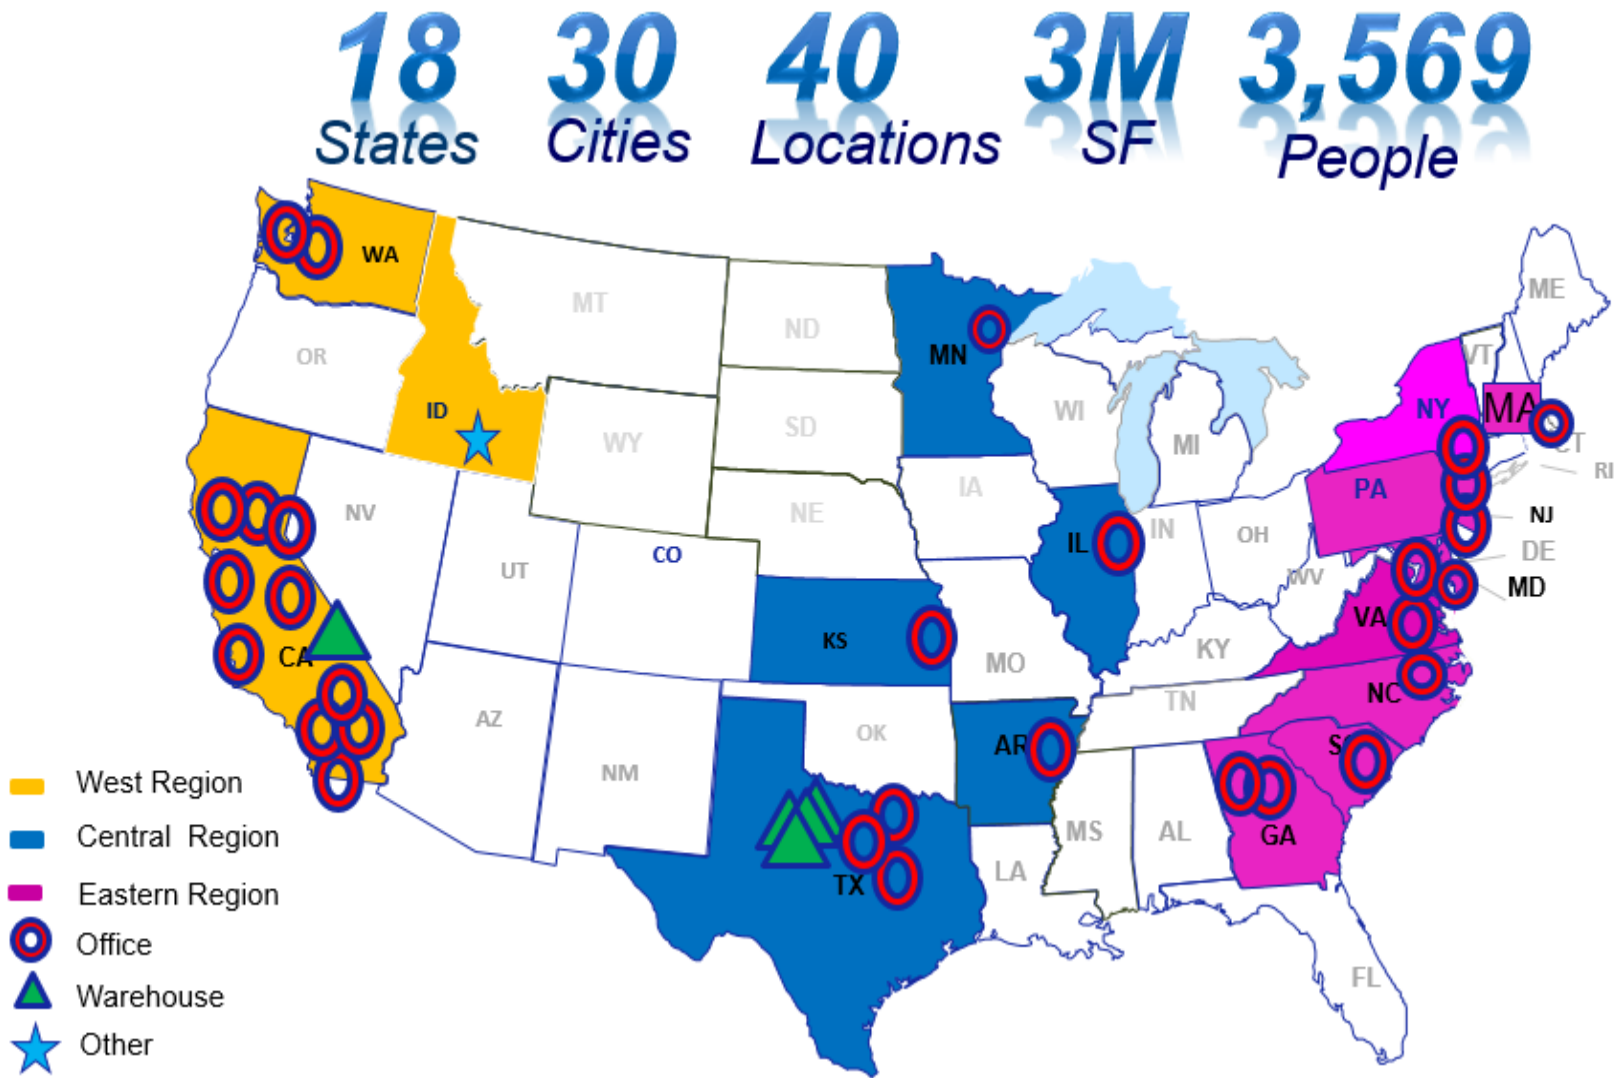 18 30 40 3M 3,569
States Cities Locations SF People
WA
MT
ND
MN
ME
OR
ID
WY
SD
WI
MI
NY
VT
MA
CT
RI
NV
UT
CO
NE
IA
IL
IN
OH
PA
NJ
DE
MD
WV
VA
CA
KS
MO
KY
NC
AZ
NM
OK
AR
TN
SC
TX
LA
MS
AL
GA
FL
West Region
Central Region
Eastern Region
Office
Warehouse
Other